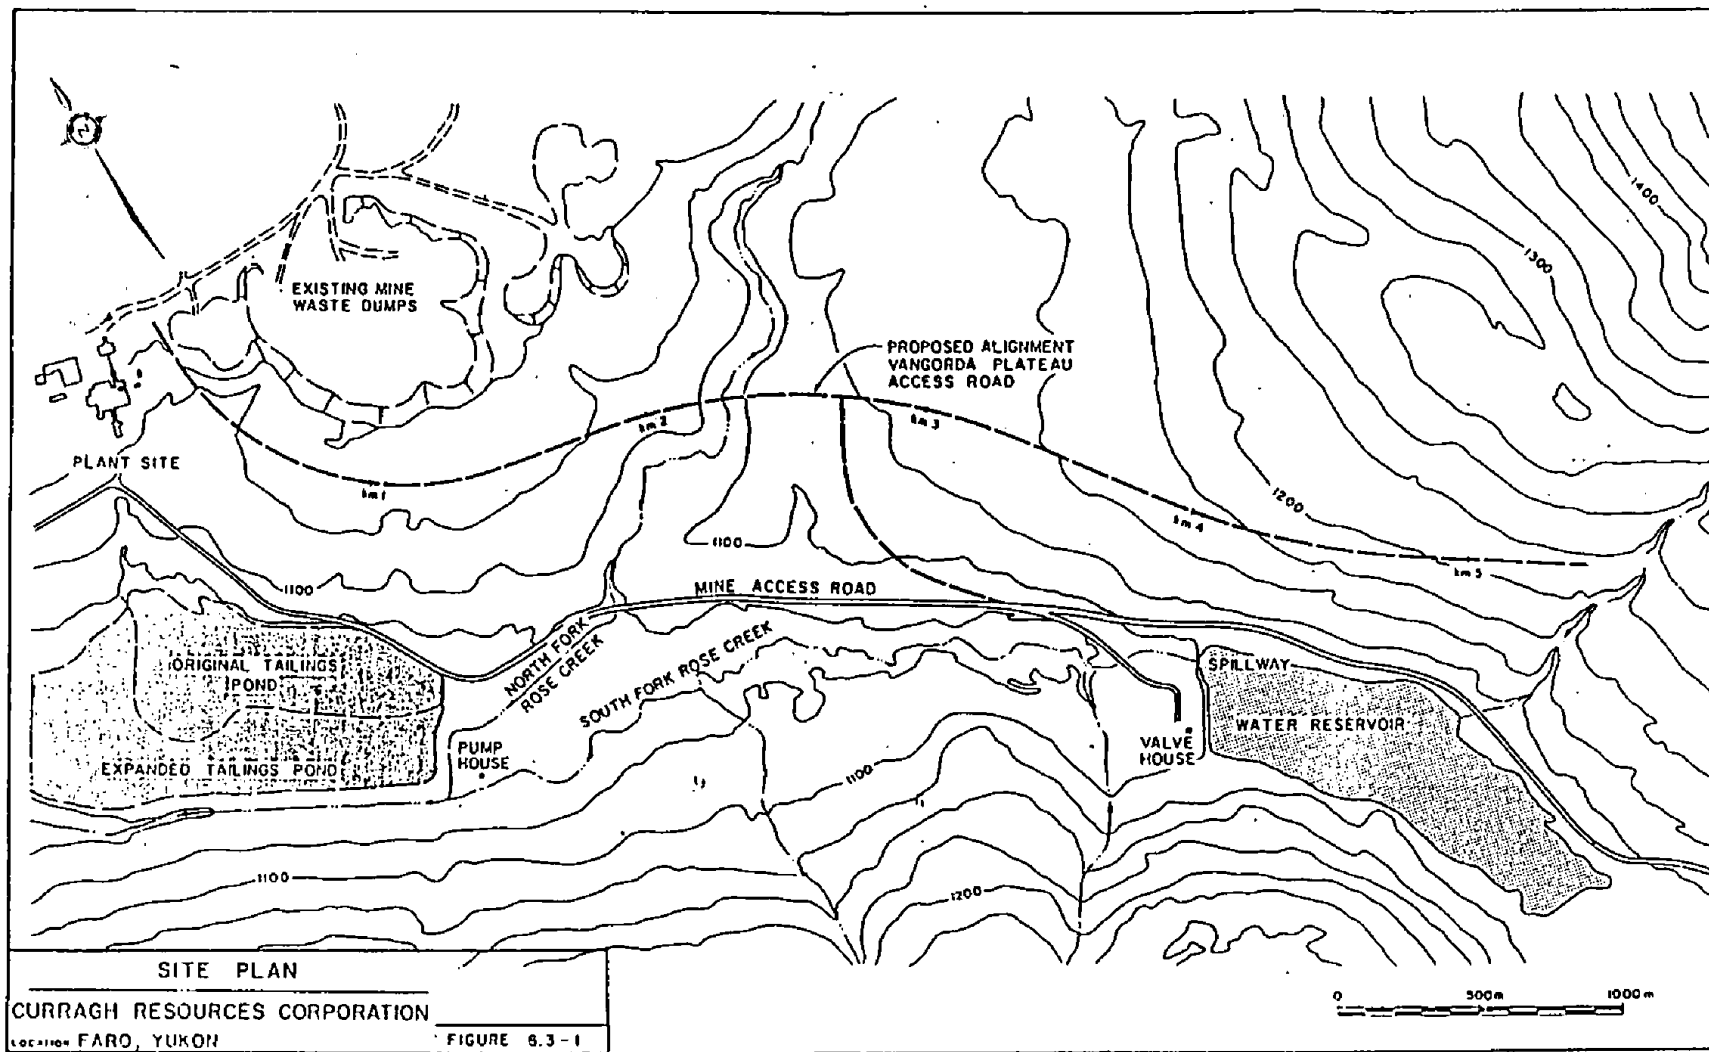 N
1400
1300
EXISTING MINE
WASTE DUMPS
PROPOSED ALIGNMENT
VANGORDA PLATEAU
ACCESS ROAD
km 2
km 3
PLANT SITE
km 1
1200
km 4
1100
km 5
1100
MINE ACCESS ROAD
NORTH FORK
ROSE CREEK
SOUTH FORK ROSE CREEK
ORIGINAL TAILINGS
POND
SPILLWAY
WATER RESERVOIR
PUMP
HOUSE
VALVE
HOUSE
EXPANDED TAILINGS POND
1100
1100
1200
SITE PLAN
CURRAGH RESOURCES CORPORATION
LOCATION FARO, YUKON
FIGURE 6.3-1
0 500m 1000m